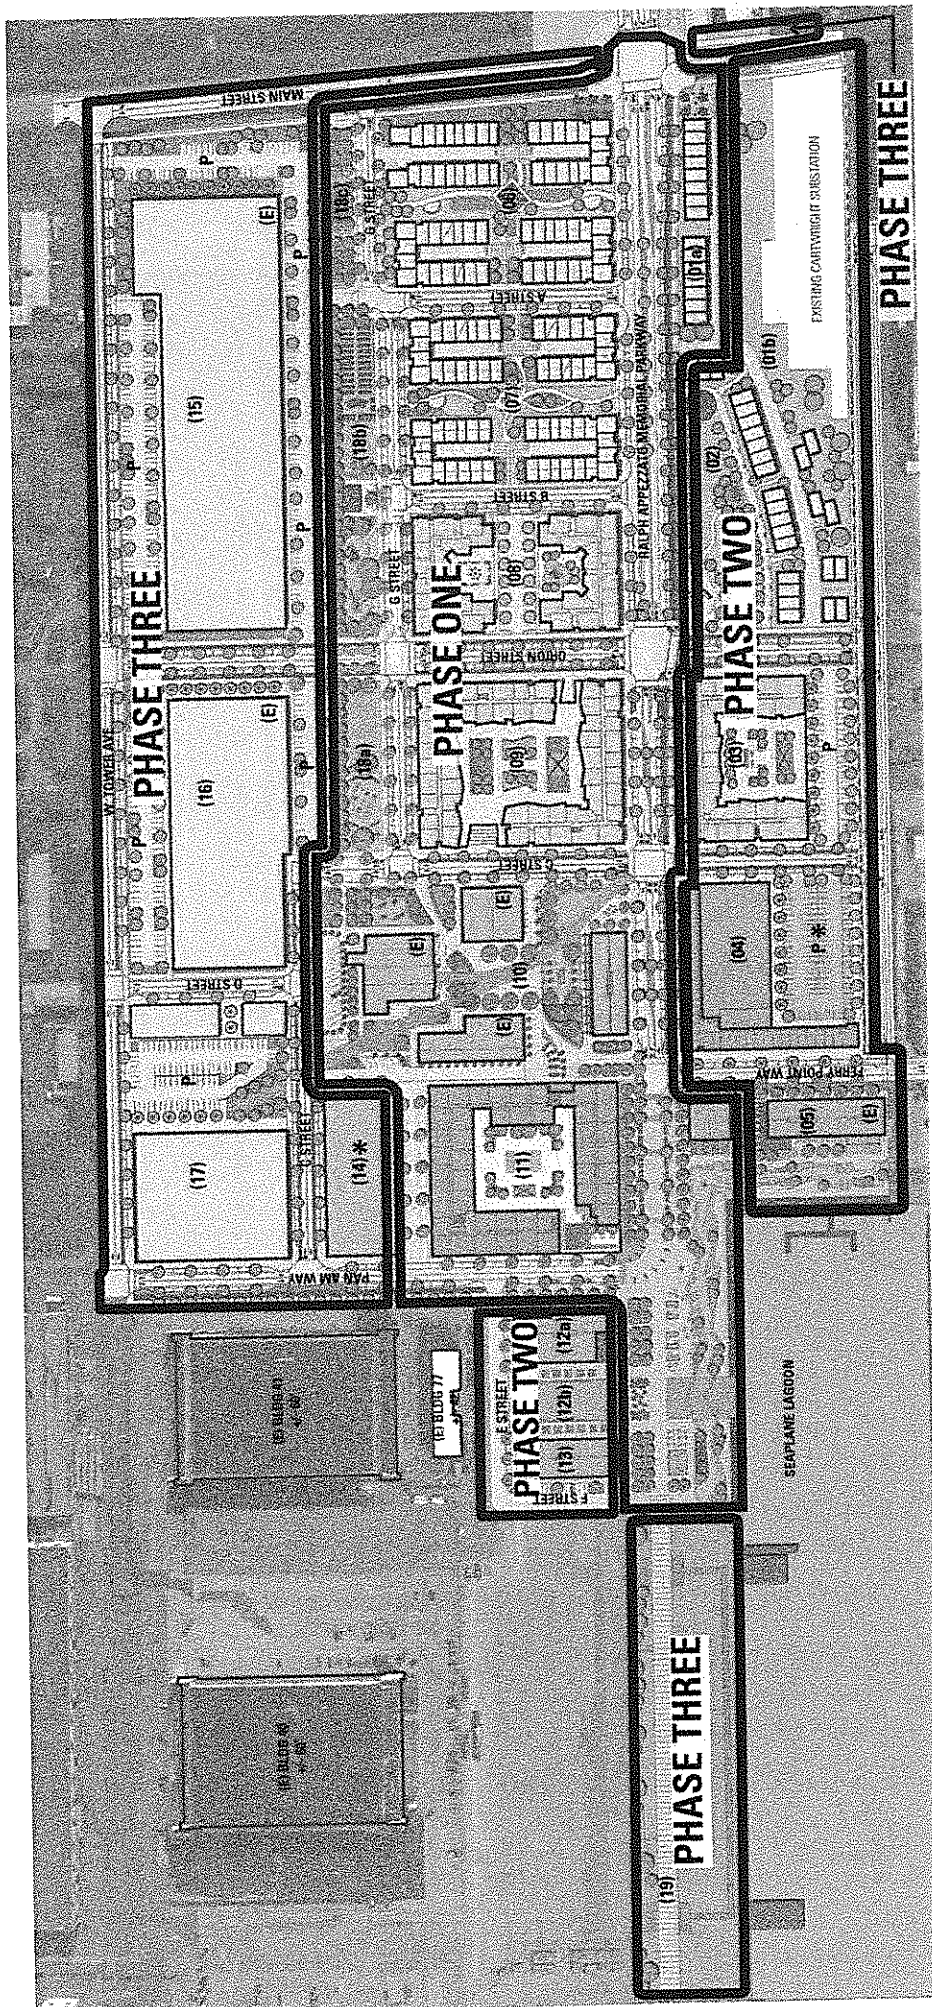 W TOWER AVE
MAIN STREET
PHASE THREE
P
P
P
P
P
(17)
D STREET
(16)
(E)
(15)
(E)
P
P
P
PAN AM WAY
(14)*
(18a)
(18b)
(18c)
G STREET
G STREET
(E) BLDG 77
PHASE ONE
(E)
(E)
(E)
(10)
(11)
C STREET
(09)
ORION STREET
(08)
B STREET
(07)
A STREET
(06)
E STREET
PHASE TWO
F STREET
(13)
(12b)
(12a)
RALPH APPEZZATO MEMORIAL PARKWAY
(19)
PHASE THREE
PHASE TWO
(01a)
(01b)
(02)
(03)
P
(04)
P*
FERRY POINT WAY
(05)
(E)
SEAPLANE LAGOON
EXISTING CARTWRIGHT SUBSTATION
PHASE THREE